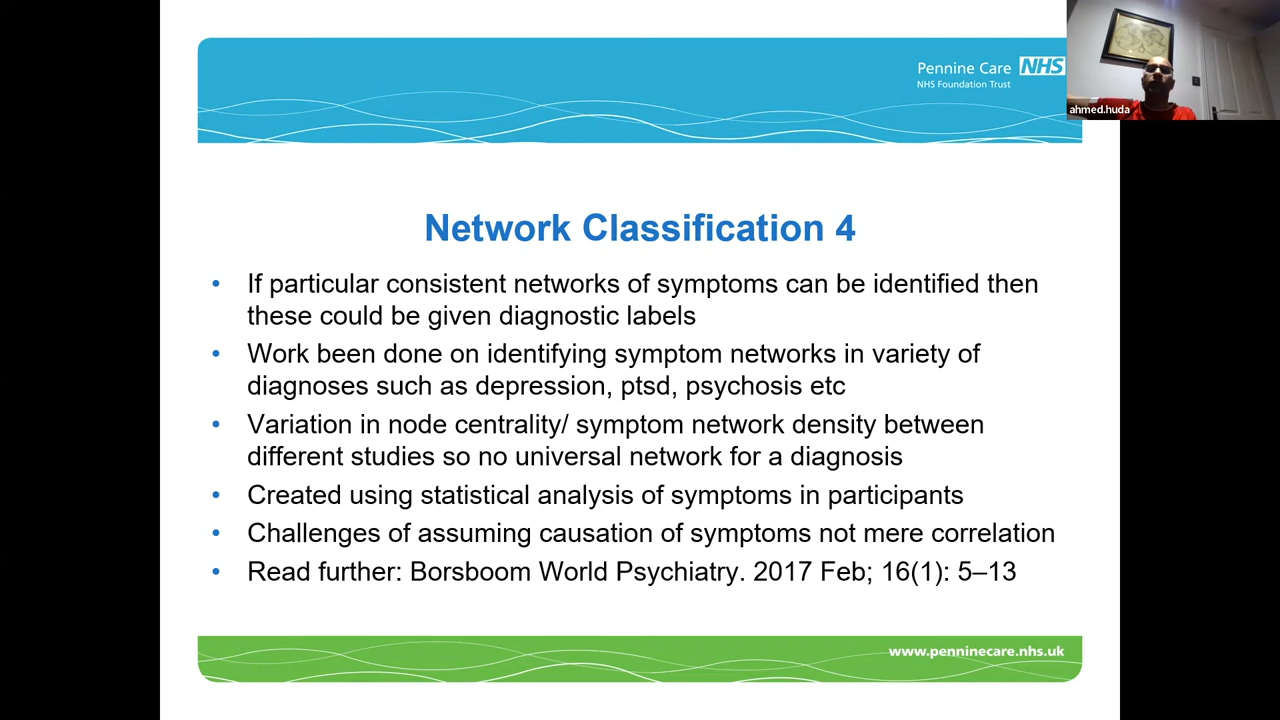 Pennine Care NHS
NHS Foundation Trust
ahmed.huda
Network Classification 4
• If particular consistent networks of symptoms can be identified then
these could be given diagnostic labels
• Work been done on identifying symptom networks in variety of
diagnoses such as depression, ptsd, psychosis etc
• Variation in node centrality/ symptom network density between
different studies so no universal network for a diagnosis
• Created using statistical analysis of symptoms in participants
• Challenges of assuming causation of symptoms not mere correlation
• Read further: Borsboom World Psychiatry. 2017 Feb; 16(1): 5–13
www.penninecare.nhs.uk